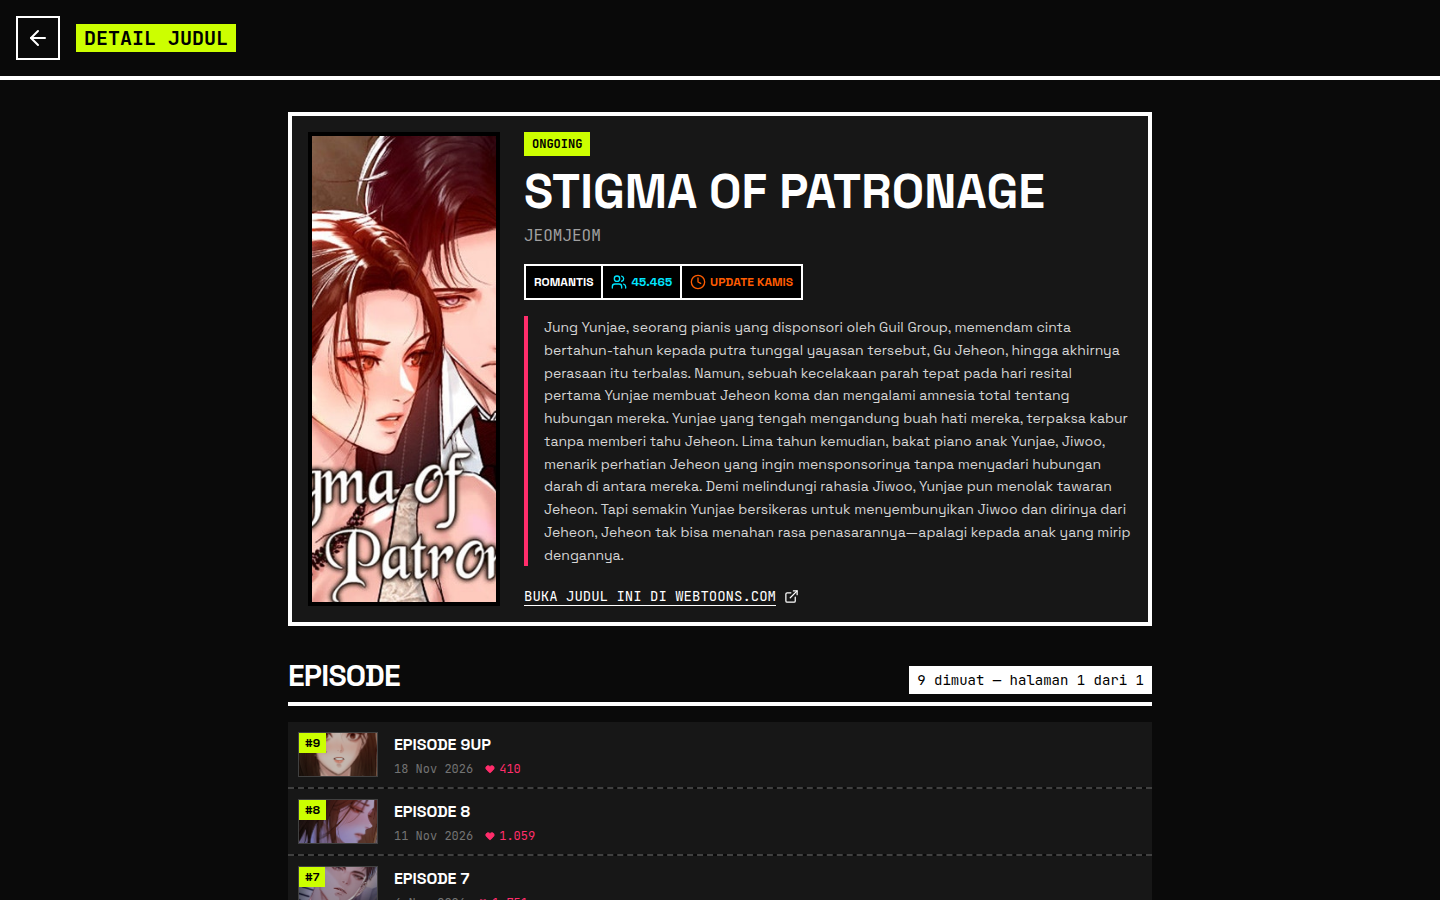 DETAIL JUDUL
ONGOING
STIGMA OF PATRONAGE
JEOMJEOM
ROMANTIS
45.465
UPDATE KAMIS
Jung Yunjae, seorang pianis yang disponsori oleh Guil Group, memendam cinta
bertahun-tahun kepada putra tunggal yayasan tersebut, Gu Jeheon, hingga akhirnya
perasaan itu terbalas. Namun, sebuah kecelakaan parah tepat pada hari resital
pertama Yunjae membuat Jeheon koma dan mengalami amnesia total tentang
hubungan mereka. Yunjae yang tengah mengandung buah hati mereka, terpaksa kabur
tanpa memberi tahu Jeheon. Lima tahun kemudian, bakat piano anak Yunjae, Jiwoo,
menarik perhatian Jeheon yang ingin mensponsorinya tanpa menyadari hubungan
darah di antara mereka. Demi melindungi rahasia Jiwoo, Yunjae pun menolak tawaran
Jeheon. Tapi semakin Yunjae bersikeras untuk menyembunyikan Jiwoo dan dirinya dari
Jeheon, Jeheon tak bisa menahan rasa penasarannya—apalagi kepada anak yang mirip
dengannya.
BUKA JUDUL INI DI WEBTOONS.COM
gma of
Patron
EPISODE
9 dimuat — halaman 1 dari 1
#9
EPISODE 9UP
18 Nov 2026
410
#8
EPISODE 8
11 Nov 2026
1.059
#7
EPISODE 7